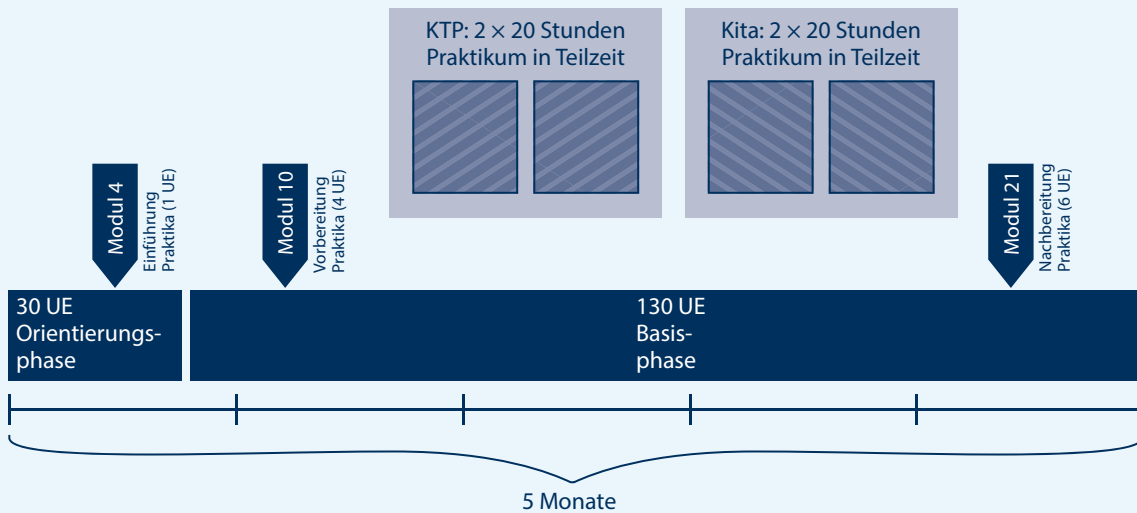 KTP: 2 × 20 Stunden
Praktikum in Teilzeit
Kita: 2 × 20 Stunden
Praktikum in Teilzeit
Modul 4
Einführung
Praktika (1 UE)
Modul 10
Vorbereitung
Praktika (4 UE)
Modul 21
Nachbereitung
Praktika (6 UE)
30 UE
Orientierungs-
phase
130 UE
Basis-
phase
5 Monate